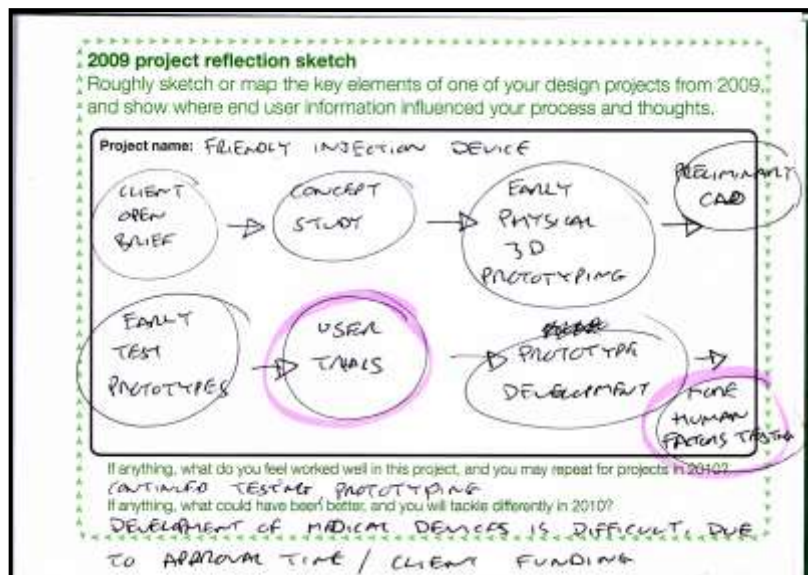 2009 project reflection sketch
Roughly sketch or map the key elements of one of your design projects from 2009,
and show where end user information influenced your process and thoughts.
Project name: FRIENDLY INJECTION DEVICE
CLIENT
OPEN
BRIEF
CONCEPT
STUDY
EARLY
PHYSICAL
3D
PROTOTYPING
PRELIMINARY
CAD
EARLY
TEST
PROTOTYPES
USER
TRIALS
PROTOTYPE
DEVELOPMENT
MORE
HUMAN
FACTORS TESTING
If anything, what do you feel worked well in this project, and you may repeat for projects in 2010?
CONTINUED TESTING, PROTOTYPING
If anything, what could have been better, and you will tackle differently in 2010?
DEVELOPMENT OF MEDICAL DEVICES IS DIFFICULT, DUE
TO APPROVAL TIME / CLIENT FUNDING